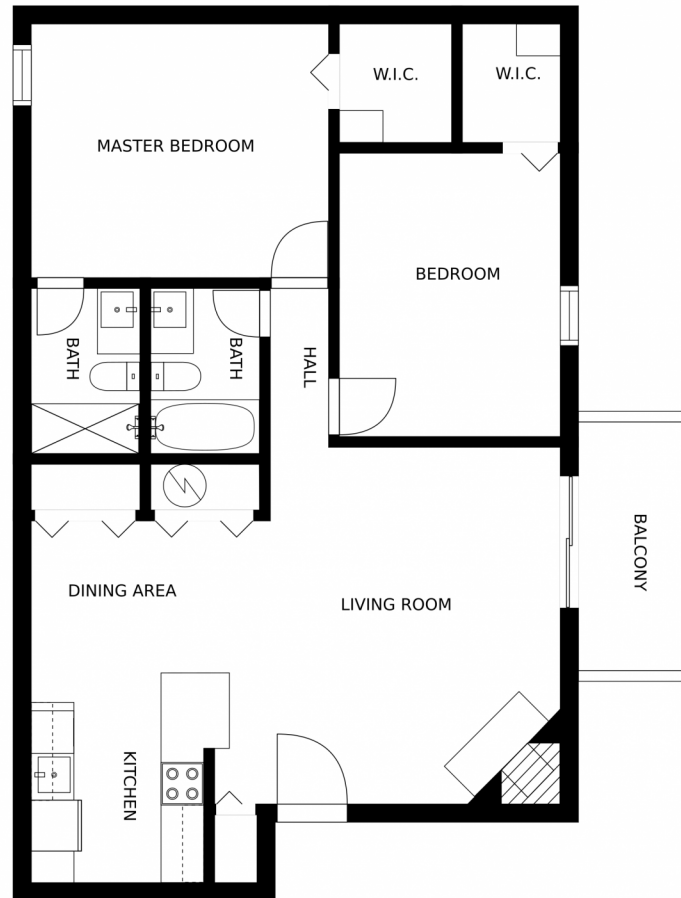 W.I.C.
W.I.C.
MASTER BEDROOM
BEDROOM
BATH
BATH
HALL
BALCONY
DINING AREA
LIVING ROOM
KITCHEN